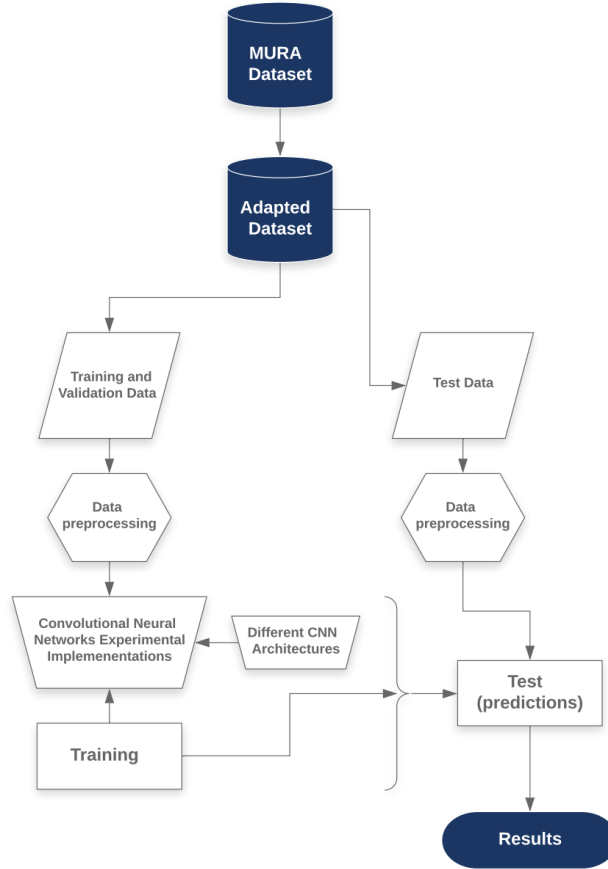 MURA
Dataset
Adapted
Dataset
Training and
Validation Data
Test Data
Data
preprocessing
Data
preprocessing
Convolutional Neural
Networks Experimental
Implemenentations
Different CNN
Architectures
Test
(predictions)
Training
Results